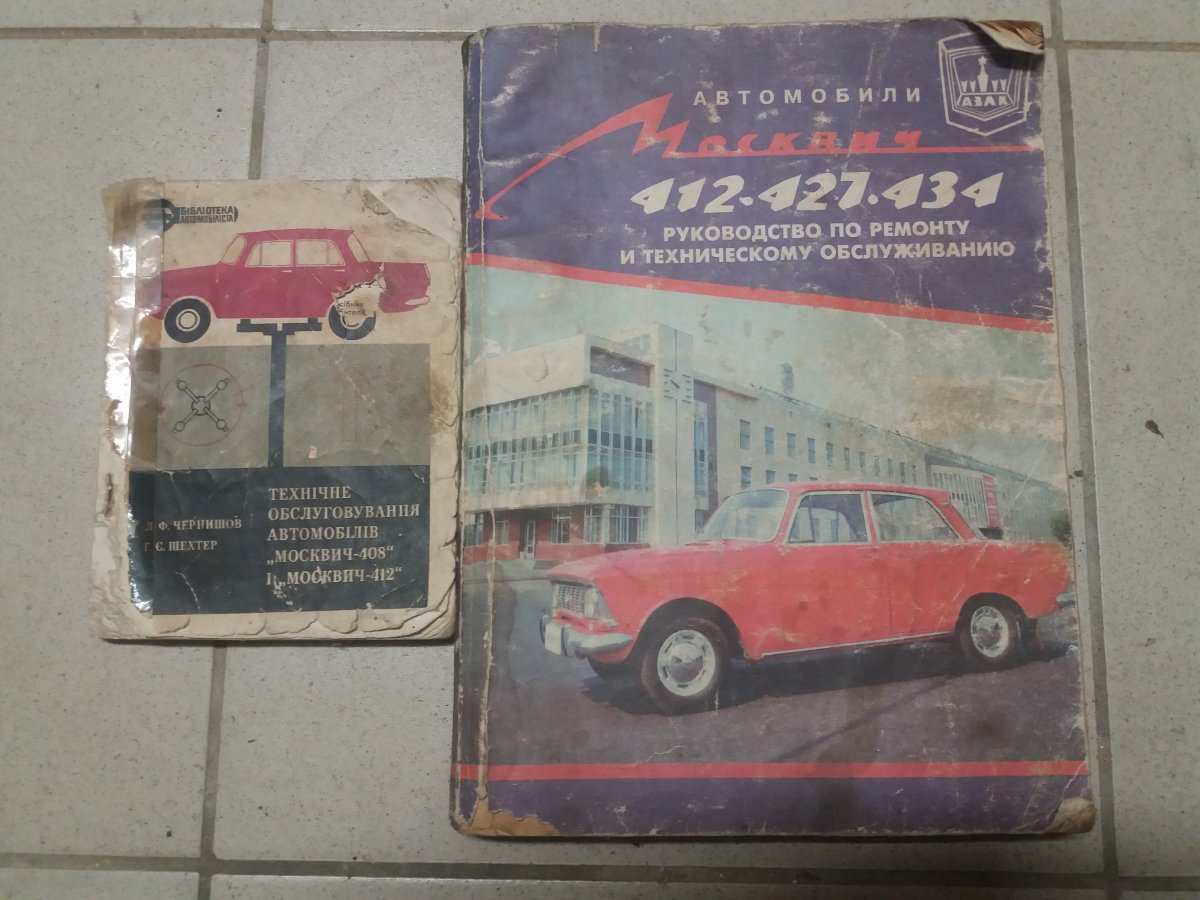 БІБЛІОТЕКА
АВТОМОБІЛІСТА
Ф. ЧЕРНИШОВ
Є. ШЕХТЕР
ТЕХНІЧНЕ
ОБСЛУГОВУВАННЯ
АВТОМОБІЛІВ
„МОСКВИЧ-408“
І „МОСКВИЧ-412“
АВТОМОБИЛИ
АЗЛК
Москвич
412·427·434
РУКОВОДСТВО ПО РЕМОНТУ
И ТЕХНИЧЕСКОМУ ОБСЛУЖИВАНИЮ